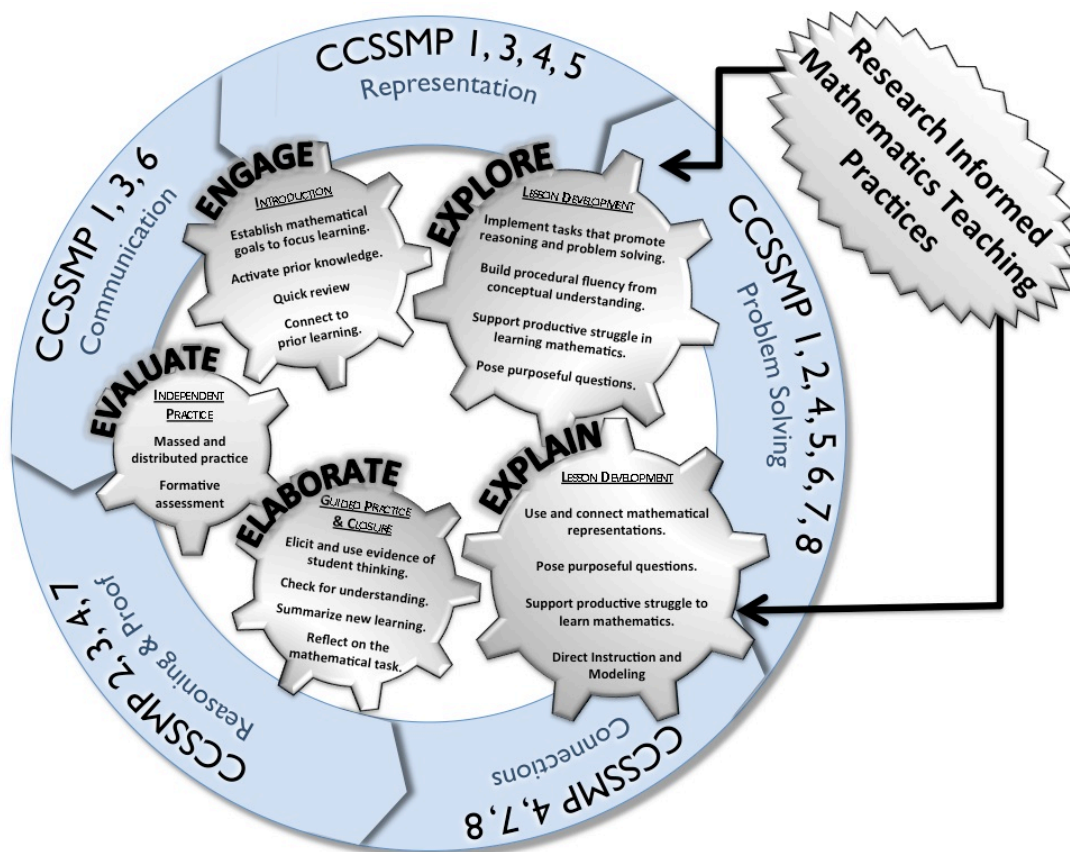 CCSSMP 1, 3, 4, 5
Representation
Research Informed
Mathematics Teaching
Practices
CCSSMP 1, 3, 6
Communication
ENGAGE
INTRODUCTION
Establish mathematical
goals to focus learning.
Activate prior knowledge.
Quick review
Connect to
prior learning.
EXPLORE
LESSON DEVELOPMENT
Implement tasks that promote
reasoning and problem solving.
Build procedural fluency from
conceptual understanding.
Support productive struggle in
learning mathematics.
Pose purposeful questions.
CCSSMP 1, 2, 4, 5, 6, 7, 8
Problem Solving
EVALUATE
INDEPENDENT
PRACTICE
Massed and
distributed practice
Formative
assessment
ELABORATE
GUIDED PRACTICE
& CLOSURE
Elicit and use evidence of
student thinking.
Check for understanding.
Summarize new learning.
Reflect on the
mathematical task.
EXPLAIN
LESSON DEVELOPMENT
Use and connect mathematical
representations.
Pose purposeful questions.
Support productive struggle to
learn mathematics.
Direct Instruction and
Modeling
CCSSMP 2, 3, 4,7
Reasoning & Proof
Connections
CCSSMP 4, 7, 8